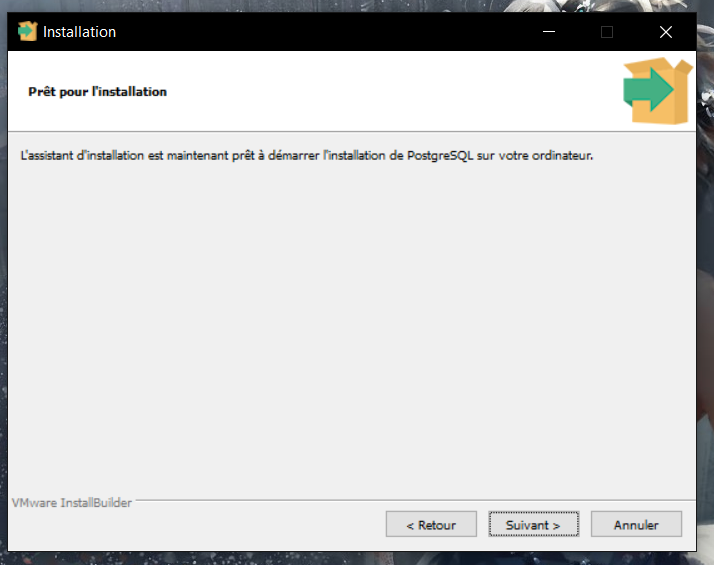 Installation
Prêt pour l'installation
L'assistant d'installation est maintenant prêt à démarrer l'installation de PostgreSQL sur votre ordinateur.
VMware InstallBuilder
< Retour
Suivant >
Annuler